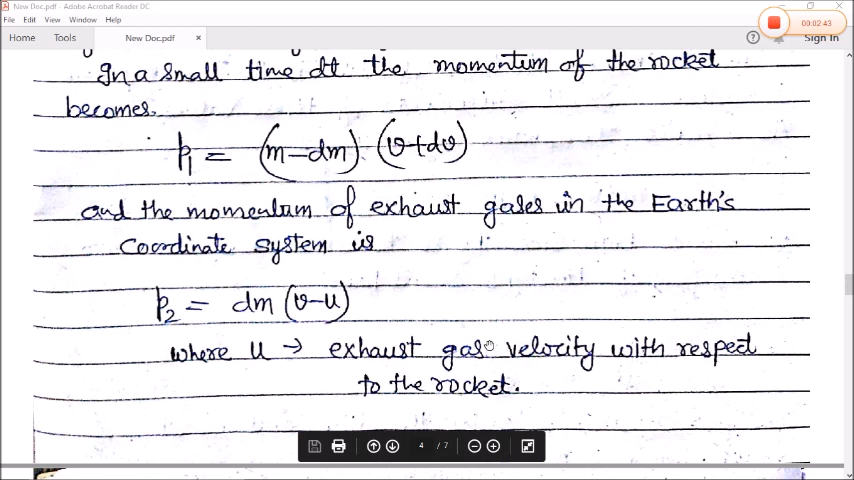 New Doc.pdf - Adobe Acrobat Reader DC
File Edit View Window Help
00:02:43
Home Tools New Doc.pdf × Sign In
In a small time dt the momentum of the rocket
becomes.
p1 = (m-dm) (v+dv)
and the momentum of exhaust gases in the Earth's
Coordinate system is
p2 = dm (v-u)
where u → exhaust gas velocity with respect
to the rocket.
4 / 7